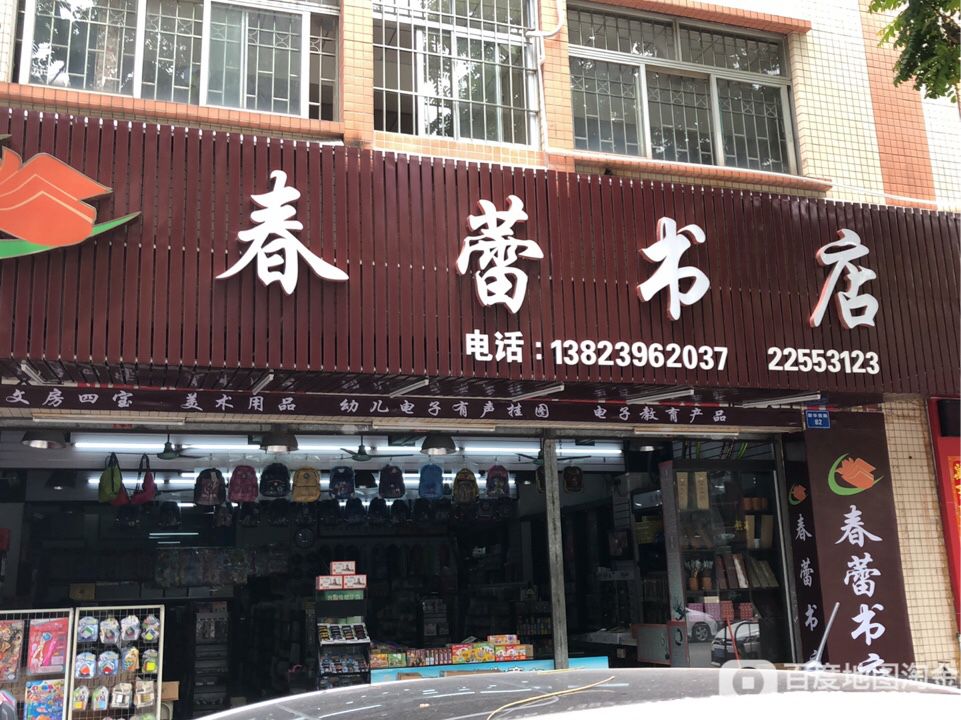 春蕾书店
电话：13823962037 22553123
文房四宝 美术用品 幼儿电子有声挂图 电子教育产品
82
春蕾书
春蕾书店
百度地图淘金